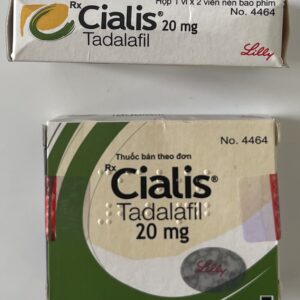 Hộp 1 vỉ x 2 viên nén bao phim
Rx Cialis® 20 mg
Tadalafil
No. 4464
Lilly
No. 4464
Thuốc bán theo đơn
Rx Cialis®
Tadalafil
20 mg
Lilly